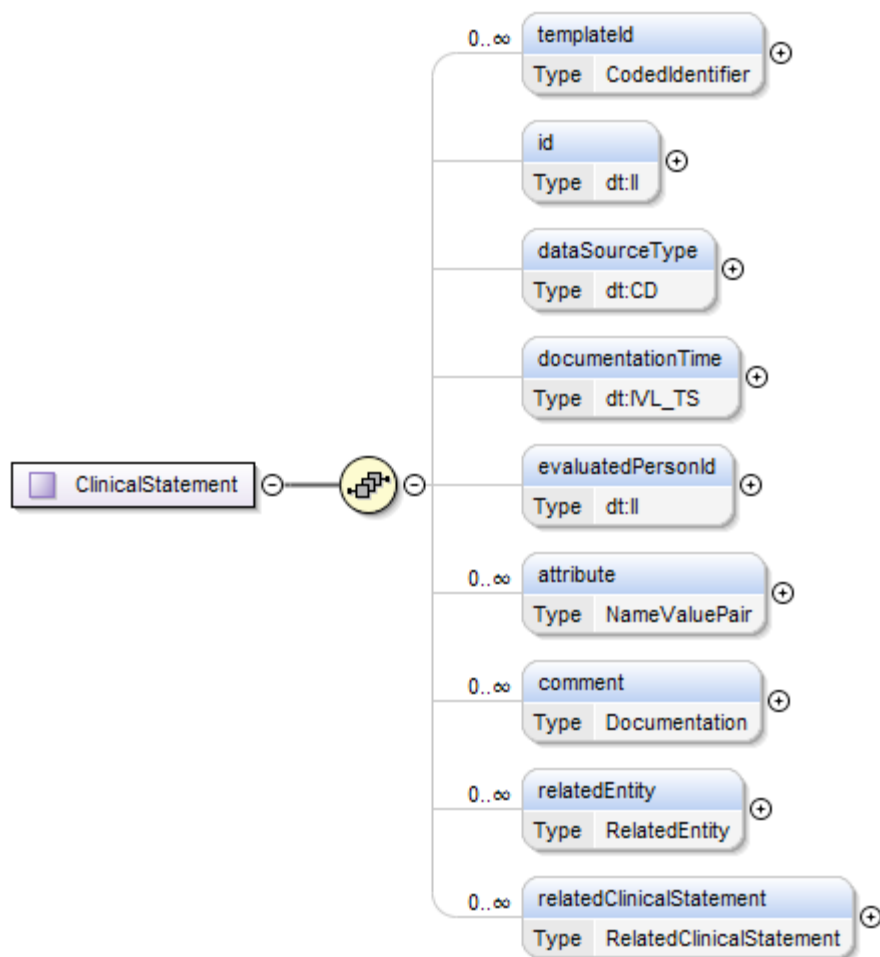 0..∞ templateId
Type CodedIdentifier
id
Type dt:II
dataSourceType
Type dt:CD
documentationTime
Type dt:IVL_TS
ClinicalStatement
evaluatedPersonId
Type dt:II
0..∞ attribute
Type NameValuePair
0..∞ comment
Type Documentation
0..∞ relatedEntity
Type RelatedEntity
0..∞ relatedClinicalStatement
Type RelatedClinicalStatement